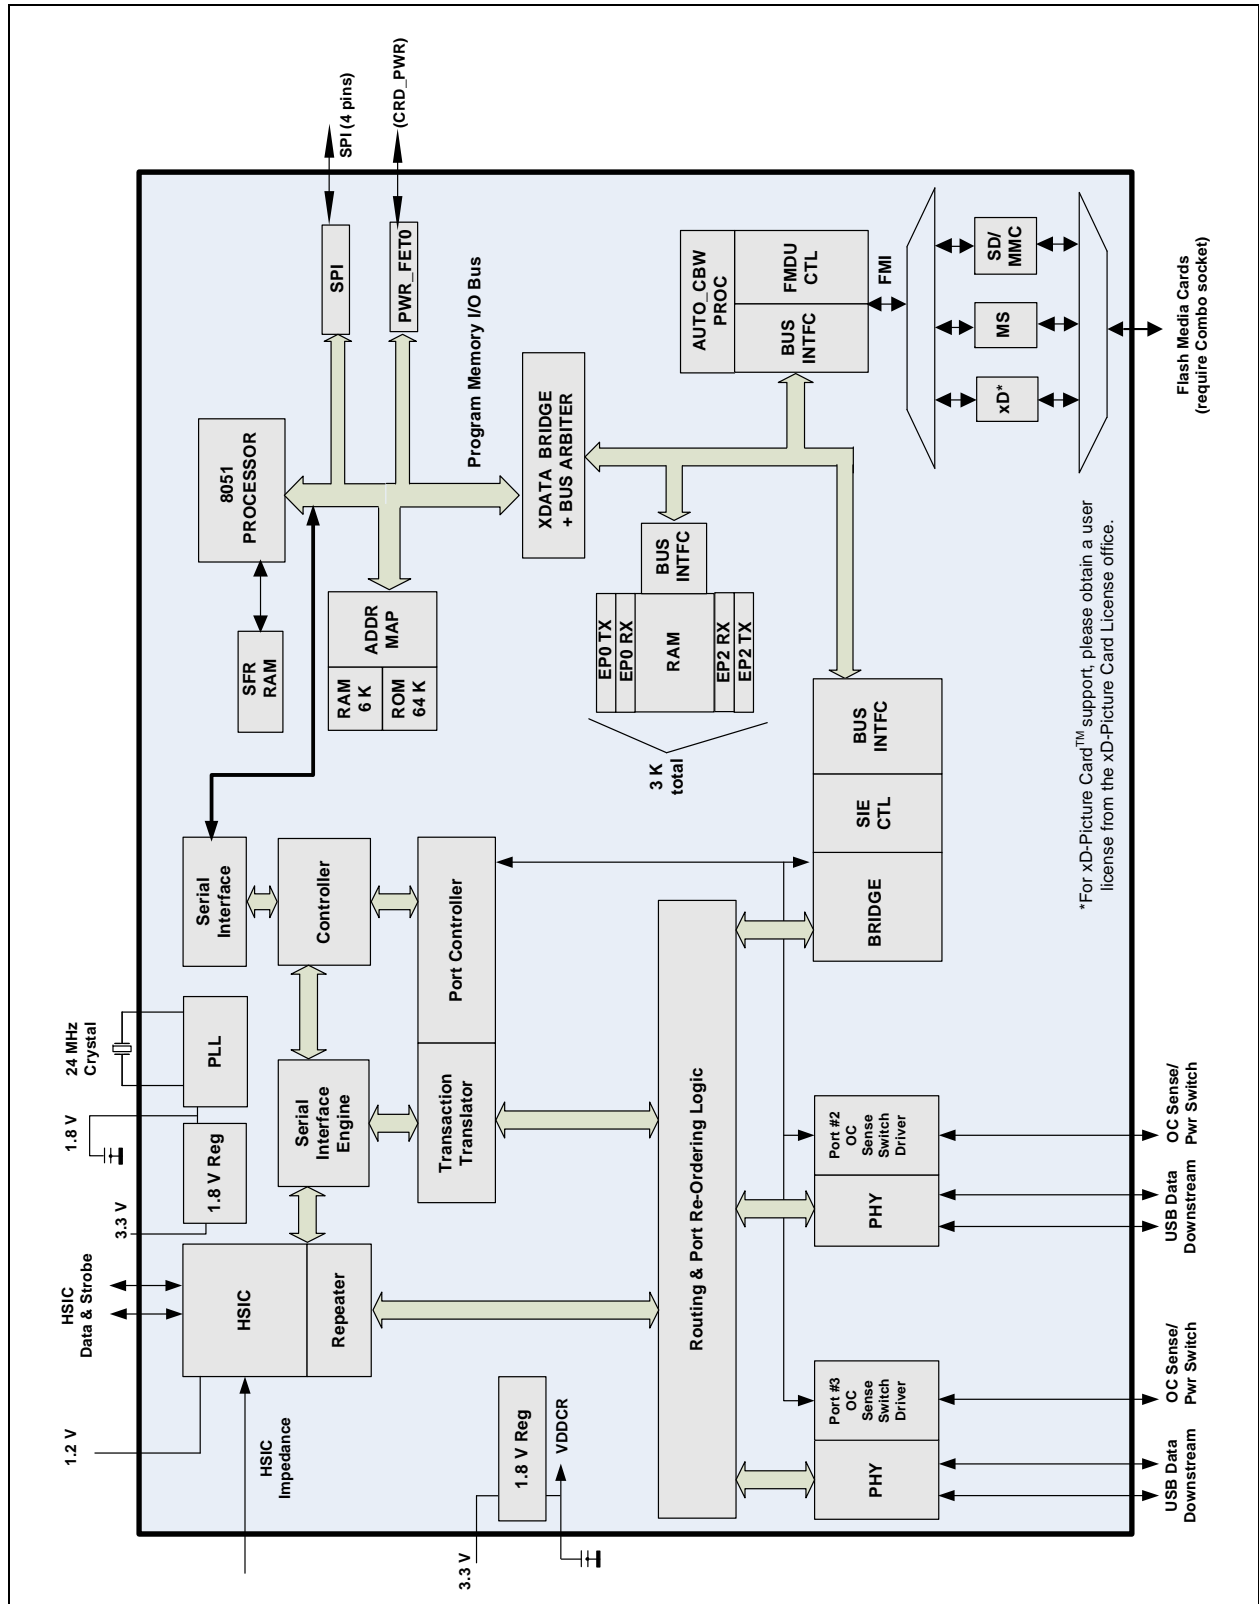 1.2 V
HSIC
Data & Strobe
3.3 V
1.8 V
24 MHz
Crystal
HSIC
Impedance
HSIC
Repeater
1.8 V Reg
PLL
Serial
Interface
Serial
Interface
Engine
Controller
Transaction
Translator
Port Controller
3.3 V
1.8 V Reg
VDDCR
SFR
RAM
8051
PROCESSOR
SPI
SPI (4 pins)
PWR_FET0
(CRD_PWR)
RAM
6 K
ROM
64 K
ADDR
MAP
Program Memory I/O Bus
XDATA BRIDGE
+ BUS ARBITER
3 K
total
EP0 TX
EP0 RX
RAM
EP2 RX
EP2 TX
BUS
INTFC
AUTO_CBW
PROC
BUS
INTFC
FMDU
CTL
FMI
Routing & Port Re-Ordering Logic
BRIDGE
SIE
CTL
BUS
INTFC
PHY
Port #3
OC
Sense
Switch
Driver
PHY
Port #2
OC
Sense
Switch
Driver
xD*
MS
SD/
MMC
*For xD-Picture Card™ support, please obtain a user
license from the xD-Picture Card License office.
USB Data
Downstream
OC Sense/
Pwr Switch
USB Data
Downstream
OC Sense/
Pwr Switch
Flash Media Cards
(require Combo socket)